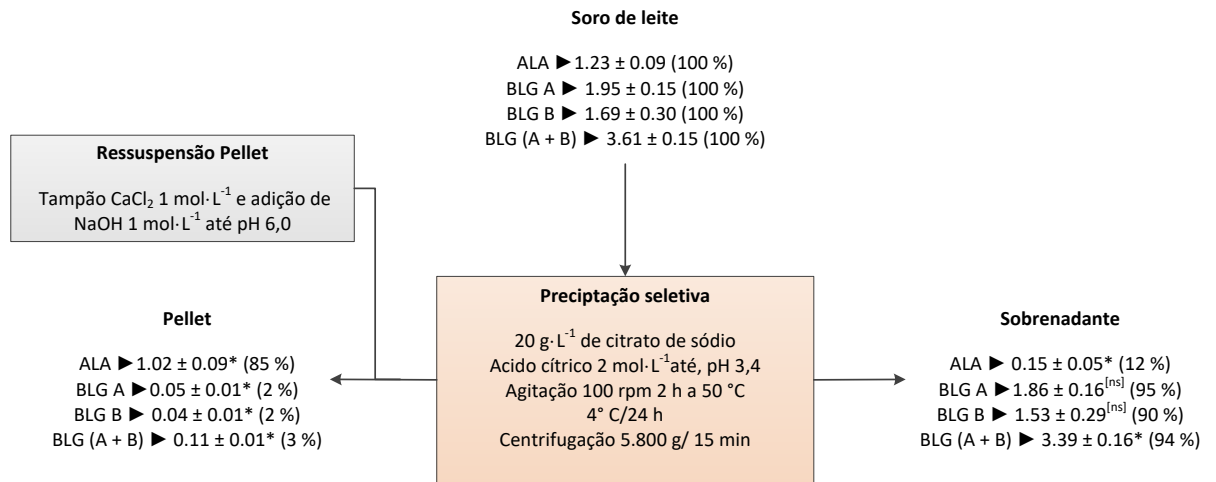 Soro de leite
ALA ► 1.23 ± 0.09 (100 %)
BLG A ► 1.95 ± 0.15 (100 %)
BLG B ► 1.69 ± 0.30 (100 %)
BLG (A + B) ► 3.61 ± 0.15 (100 %)
Ressuspensão Pellet
Tampão CaCl₂ 1 mol·L⁻¹ e adição de
NaOH 1 mol·L⁻¹ até pH 6,0
Preciptação seletiva
20 g·L⁻¹ de citrato de sódio
Acido cítrico 2 mol·L⁻¹até, pH 3,4
Agitação 100 rpm 2 h a 50 °C
4° C/24 h
Centrifugação 5.800 g/ 15 min
Pellet
ALA ► 1.02 ± 0.09* (85 %)
BLG A ► 0.05 ± 0.01* (2 %)
BLG B ► 0.04 ± 0.01* (2 %)
BLG (A + B) ► 0.11 ± 0.01* (3 %)
Sobrenadante
ALA ► 0.15 ± 0.05* (12 %)
BLG A ► 1.86 ± 0.16[ns] (95 %)
BLG B ► 1.53 ± 0.29[ns] (90 %)
BLG (A + B) ► 3.39 ± 0.16* (94 %)